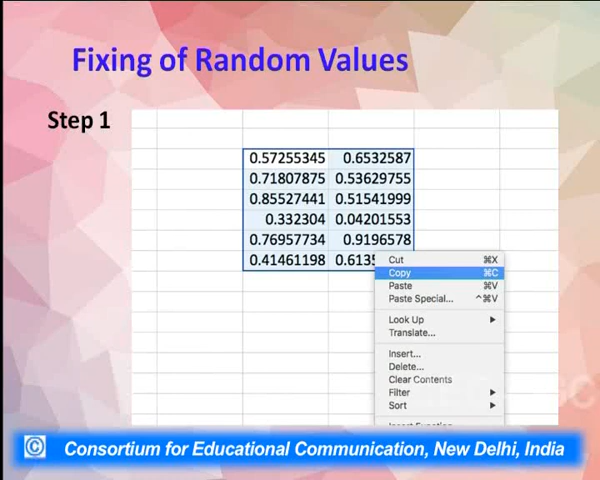 Fixing of Random Values
Step 1
0.57255345 0.6532587
0.71807875 0.53629755
0.85527441 0.51541999
0.332304 0.04201553
0.76957734 0.9196578
0.41461198
Cut ⌘X
Copy ⌘C
Paste ⌘V
Paste Special... ^⌘V
Look Up ▶
Translate...
Insert...
Delete...
Clear Contents
Filter ▶
Sort ▶
© Consortium for Educational Communication, New Delhi, India